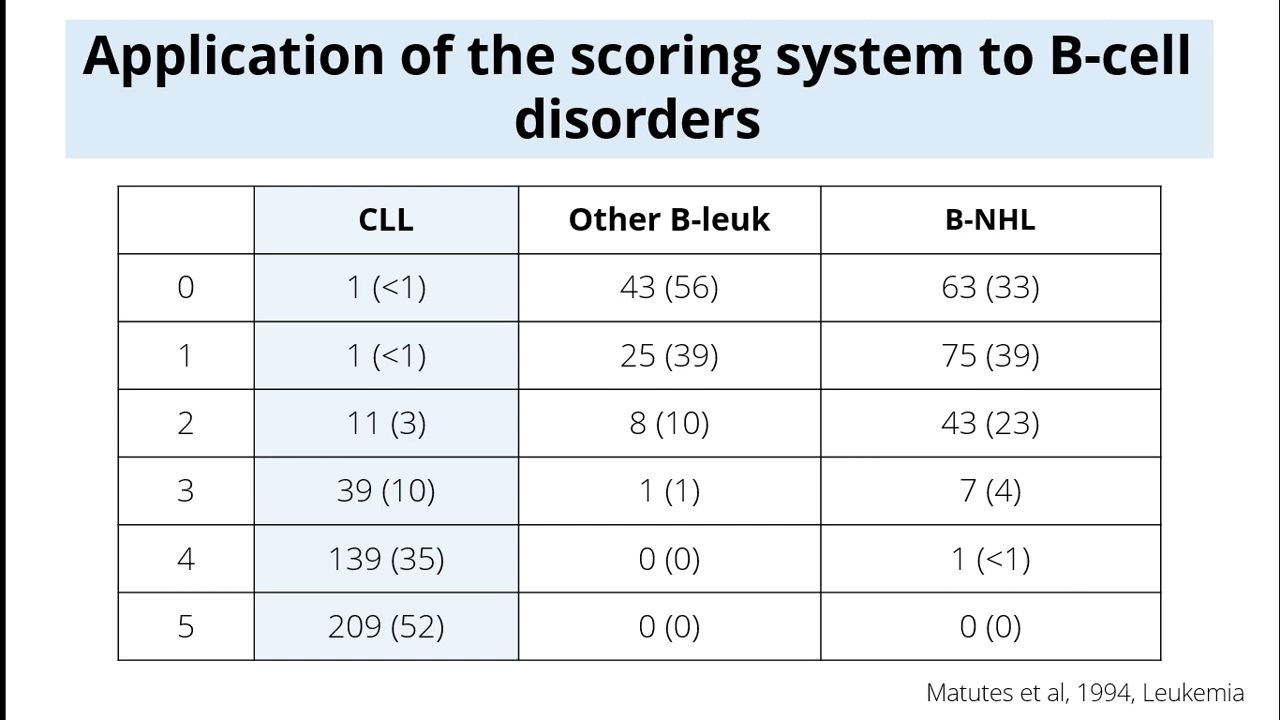 Application of the scoring system to B-cell
disorders
CLL Other B-leuk B-NHL
0 1 (<1) 43 (56) 63 (33)
1 1 (<1) 25 (39) 75 (39)
2 11 (3) 8 (10) 43 (23)
3 39 (10) 1 (1) 7 (4)
4 139 (35) 0 (0) 1 (<1)
5 209 (52) 0 (0) 0 (0)
Matutes et al, 1994, Leukemia